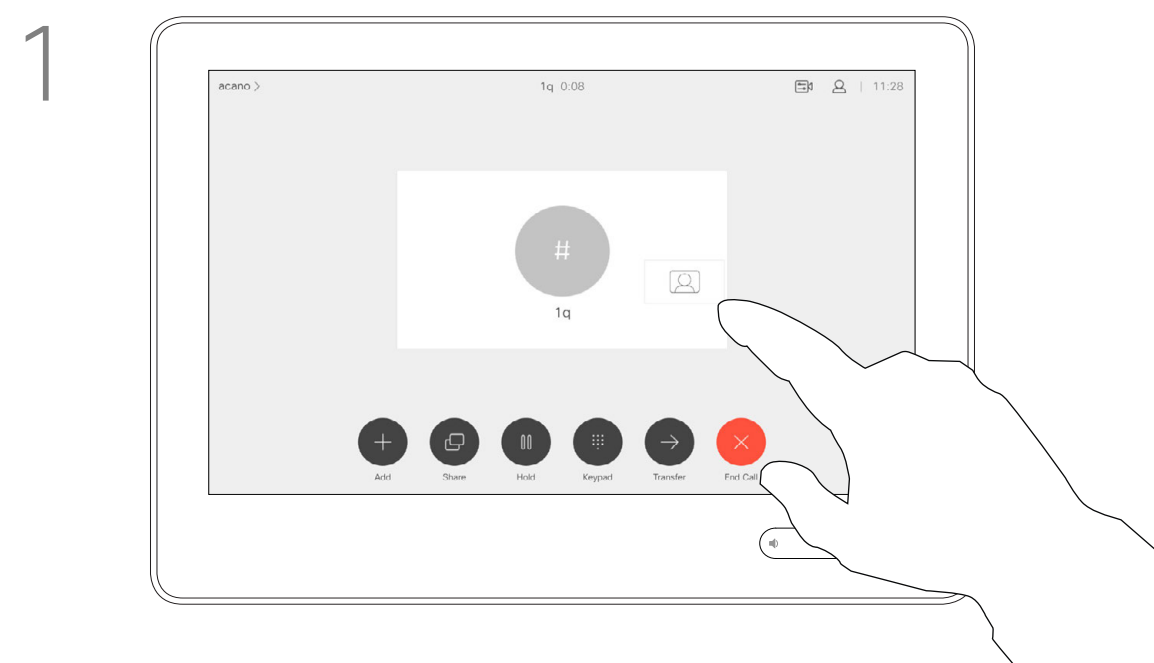 1
acano >
1q 0:08
11:28
#
1q
Add
Share
Hold
Keypad
Transfer
End Call